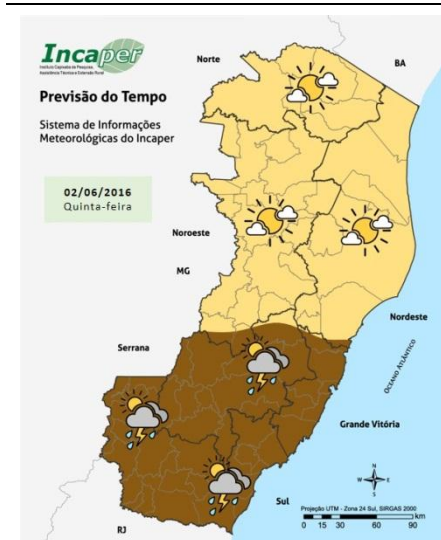 Incaper
Instituto Capixaba de Pesquisa,
Assistência Técnica e Extensão Rural
Previsão do Tempo
Sistema de Informações
Meteorológicas do Incaper
02/06/2016
Quinta-feira
Norte
BA
Noroeste
MG
Nordeste
Serrana
OCEANO ATLÂNTICO
Grande Vitória
Sul
RJ
N
W
E
S
Projeção UTM - Zona 24 Sul, SIRGAS 2000
km
0 15 30 60 90